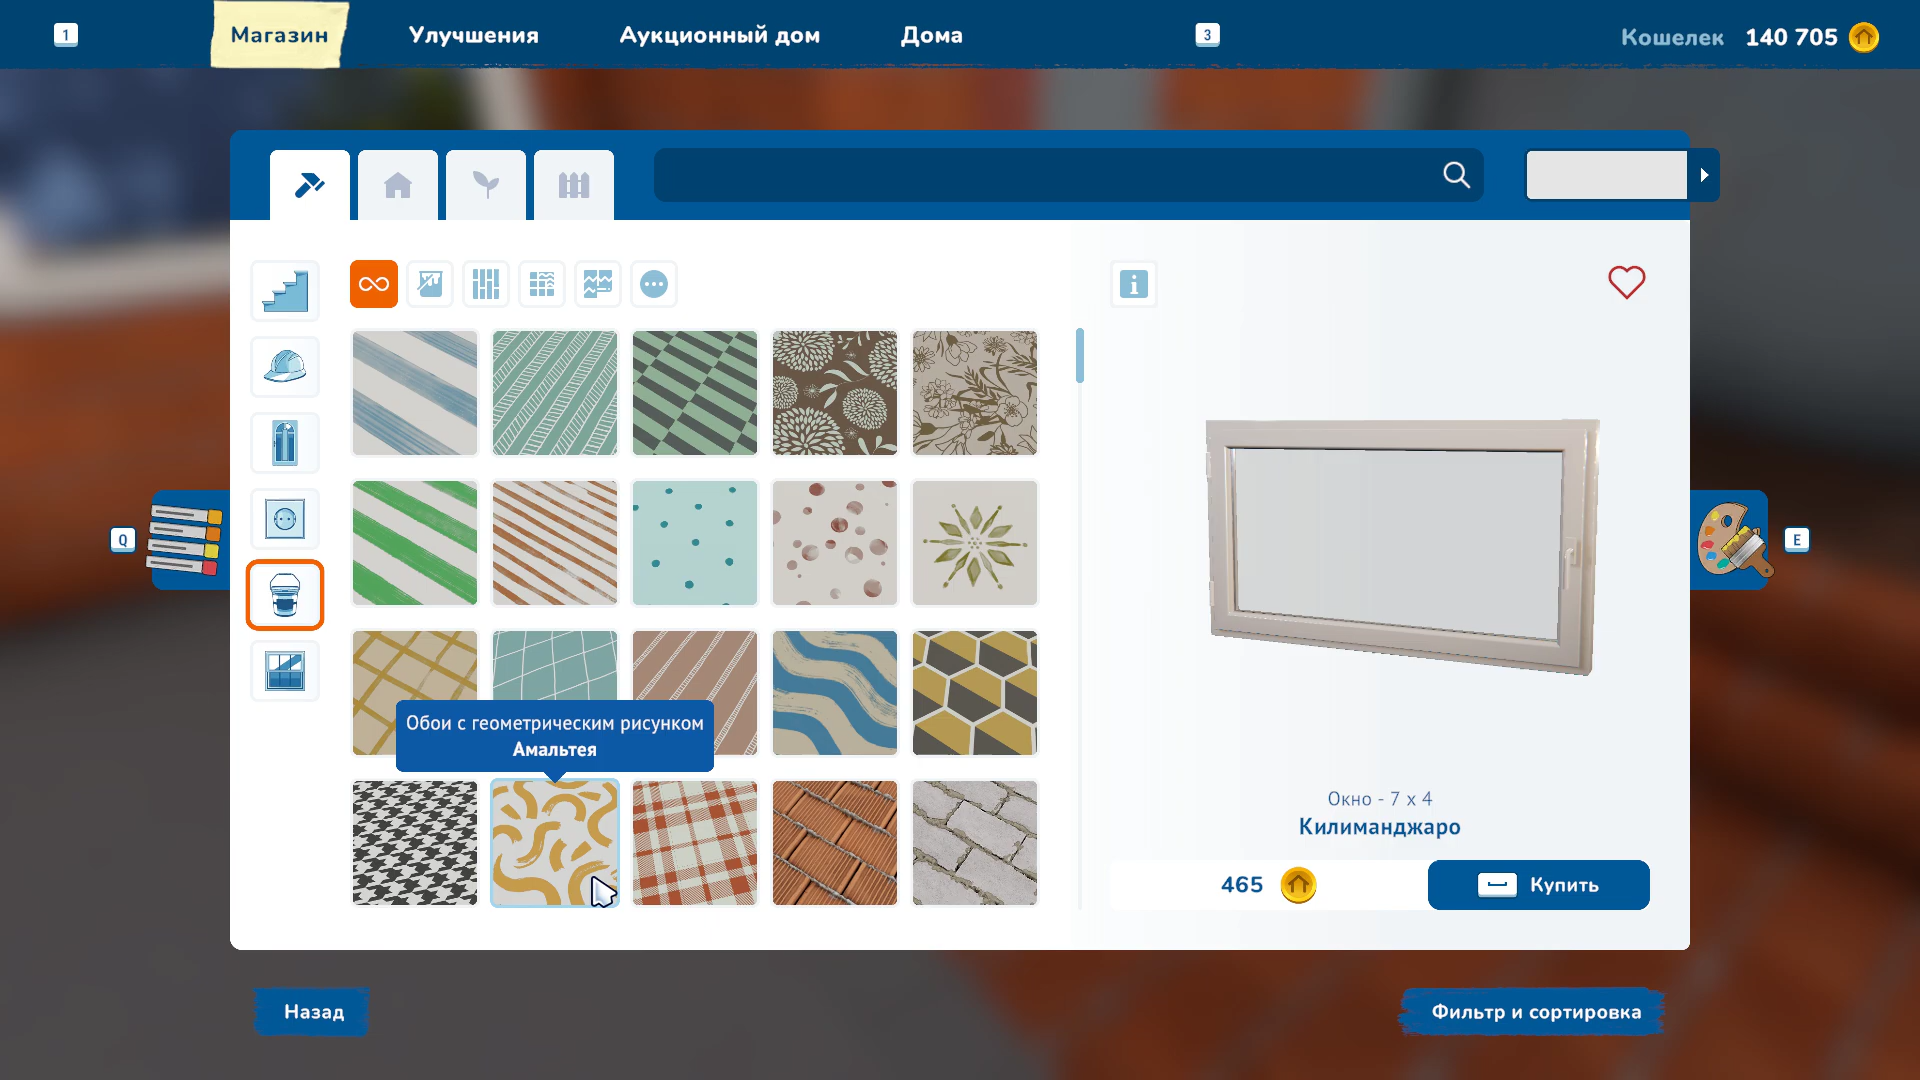 1
Магазин
Улучшения
Аукционный дом
Дома
3
Кошелек
140 705
Q
E
Обои с геометрическим рисунком
Амальтея
Окно - 7 x 4
Килиманджаро
465
Купить
Назад
Фильтр и сортировка